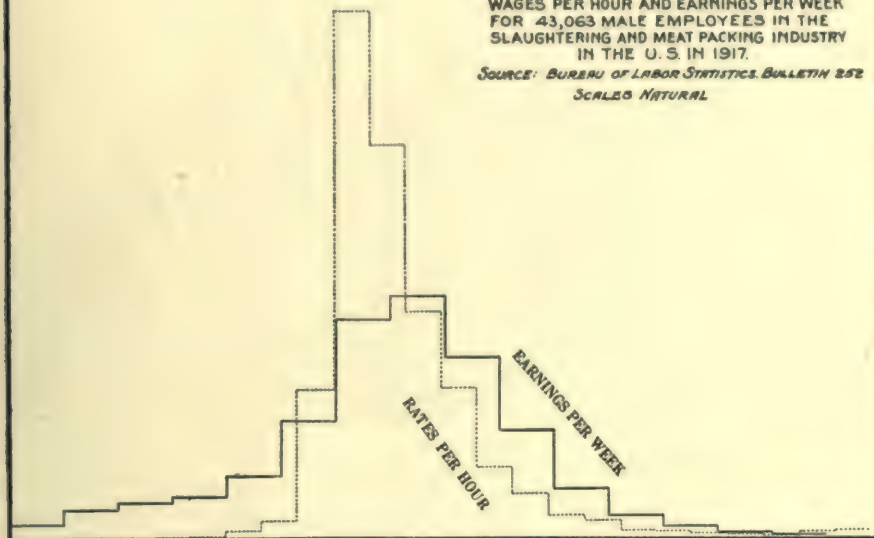 WAGES PER HOUR AND EARNINGS PER WEEK
FOR 43,063 MALE EMPLOYEES IN THE
SLAUGHTERING AND MEAT PACKING INDUSTRY
IN THE U.S. IN 1917.
SOURCE: BUREAU OF LABOR STATISTICS. BULLETIN 252
SCALES NATURAL
EARNINGS PER WEEK
RATES PER HOUR